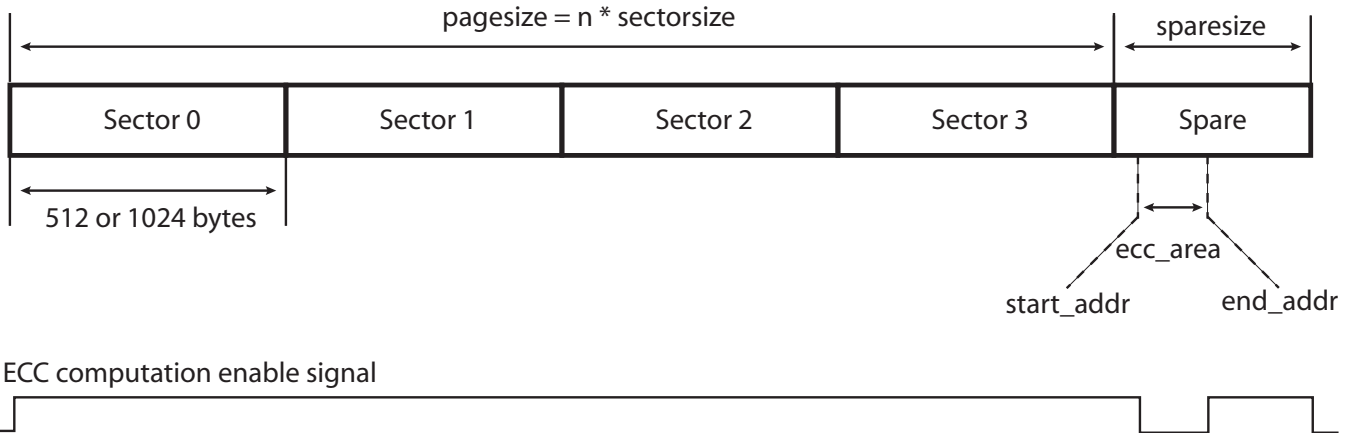 pagesize = n * sectorsize
sparesize
Sector 0
Sector 1
Sector 2
Sector 3
Spare
512 or 1024 bytes
ecc_area
start_addr
end_addr
ECC computation enable signal